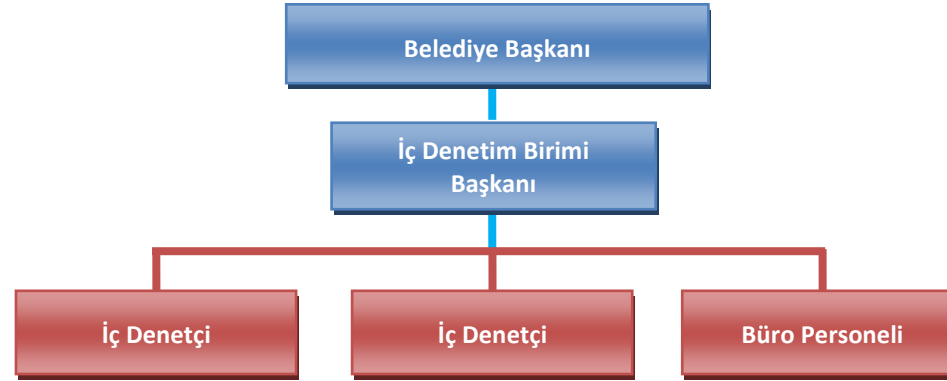 Belediye Başkanı
İç Denetim Birimi
Başkanı
İç Denetçi
İç Denetçi
Büro Personeli